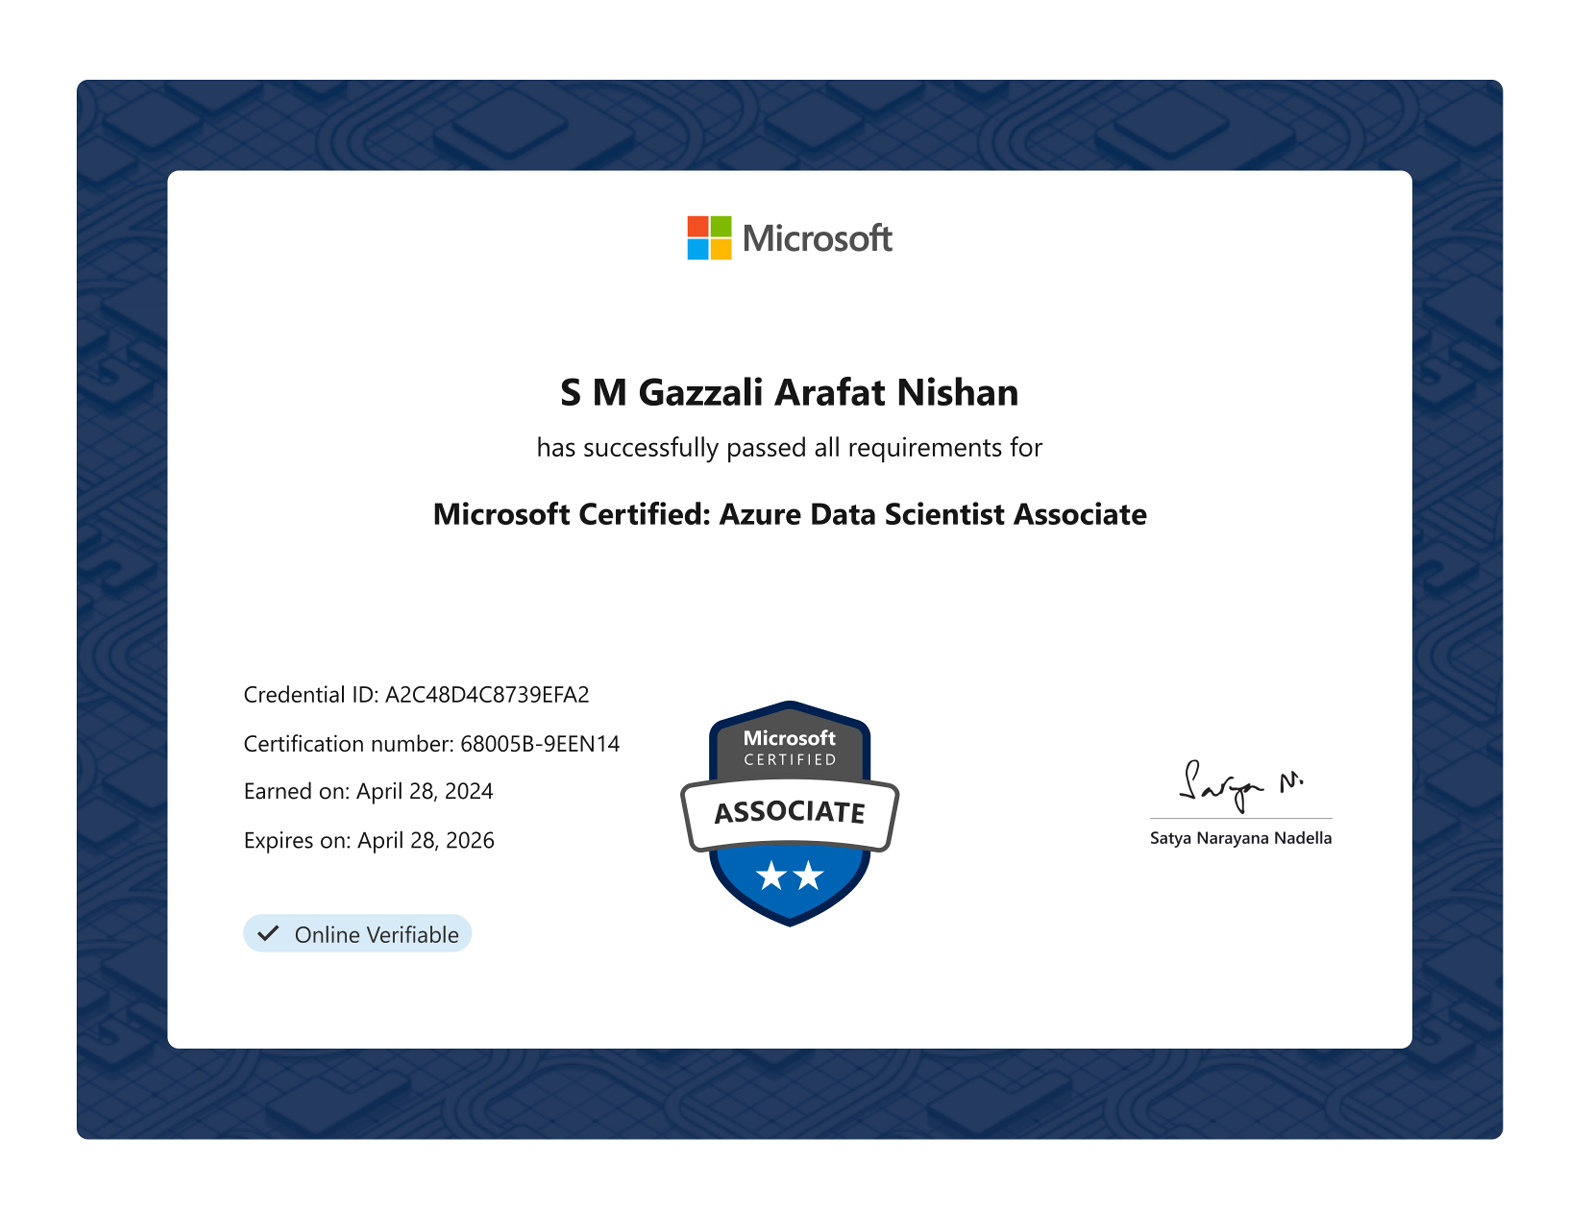 Microsoft
S M Gazzali Arafat Nishan
has successfully passed all requirements for
Microsoft Certified: Azure Data Scientist Associate
Credential ID: A2C48D4C8739EFA2
Certification number: 68005B-9EEN14
Earned on: April 28, 2024
Expires on: April 28, 2026
Online Verifiable
Microsoft
CERTIFIED
ASSOCIATE
Satya N.
Satya Narayana Nadella